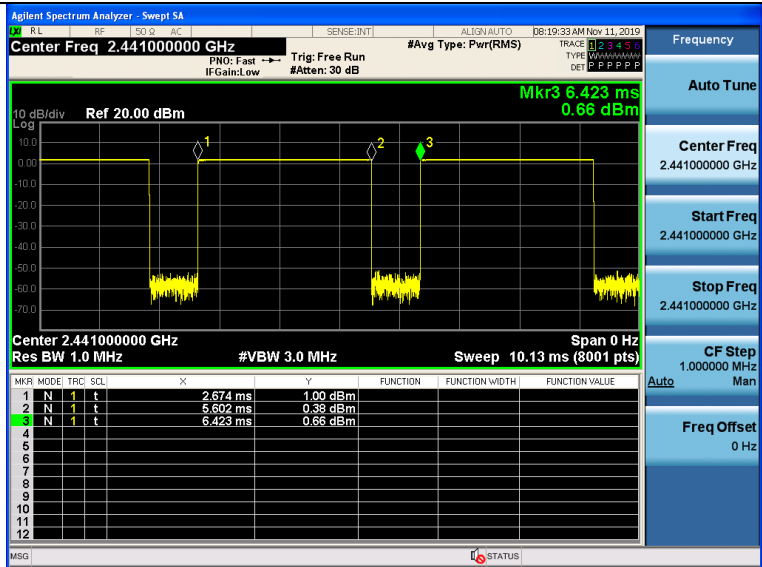 Agilent Spectrum Analyzer - Swept SA
LXI RL RF 50 Ω AC SENSE:INT ALIGN AUTO 08:19:33 AM Nov 11, 2019
Center Freq 2.441000000 GHz #Avg Type: Pwr(RMS) TRACE 1 2 3 4 5 6
PNO: Fast Trig: Free Run TYPE WWWWWW
IFGain:Low #Atten: 30 dB DET P P P P P P
Frequency
Mkr3 6.423 ms
10 dB/div Ref 20.00 dBm 0.66 dBm
Log
10.0
0.00
-10.0
-20.0
-30.0
-40.0
-50.0
-60.0
-70.0
1
2
3
Center 2.441000000 GHz Span 0 Hz
Res BW 1.0 MHz #VBW 3.0 MHz Sweep 10.13 ms (8001 pts)
MKR MODE TRC SCL X Y FUNCTION FUNCTION WIDTH FUNCTION VALUE
1 N 1 t 2.674 ms 1.00 dBm
2 N 1 t 5.602 ms 0.38 dBm
3 N 1 t 6.423 ms 0.66 dBm
4
5
6
7
8
9
10
11
12
MSG STATUS
Auto Tune
Center Freq
2.441000000 GHz
Start Freq
2.441000000 GHz
Stop Freq
2.441000000 GHz
CF Step
1.000000 MHz
Auto Man
Freq Offset
0 Hz